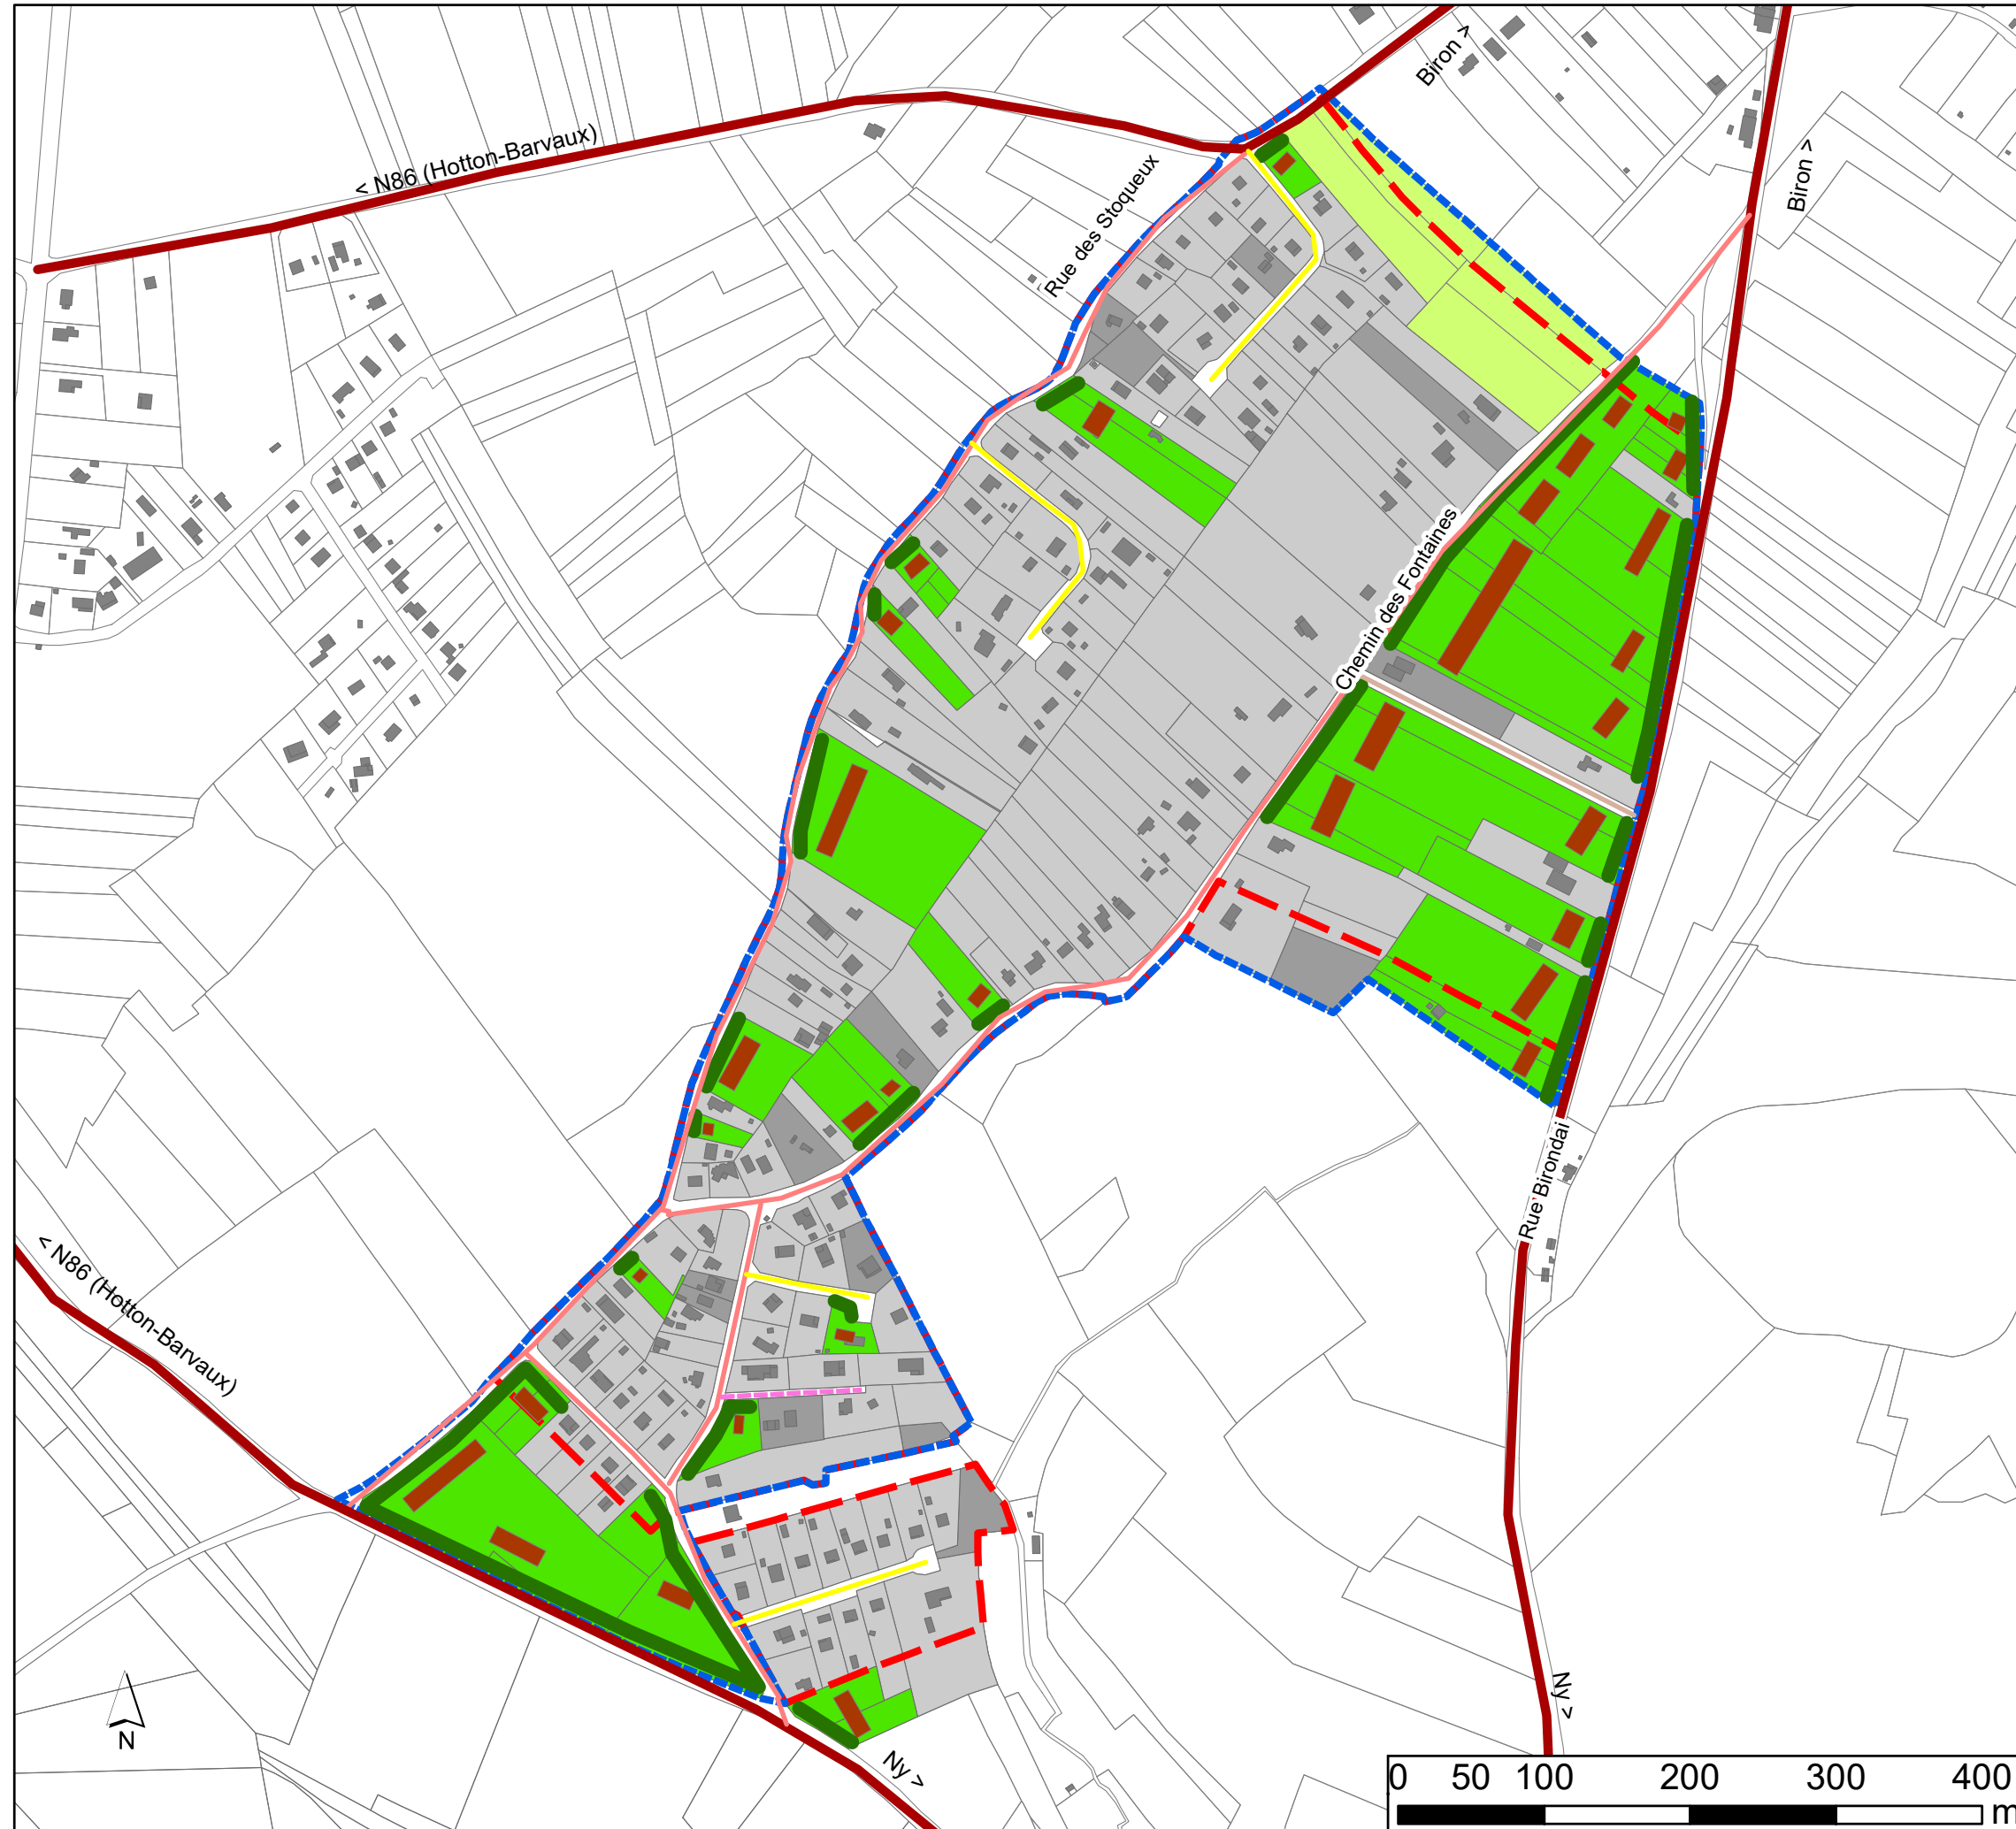 Biron >
< N86 (Hotton-Barvaux)
Biron >
Rue des Stoqueux
Chemin des Fontaines
Rue Birondai
< N86 (Hotton-Barvaux)
N
Ny >
Ny >
0 50 100 200 300 400
m